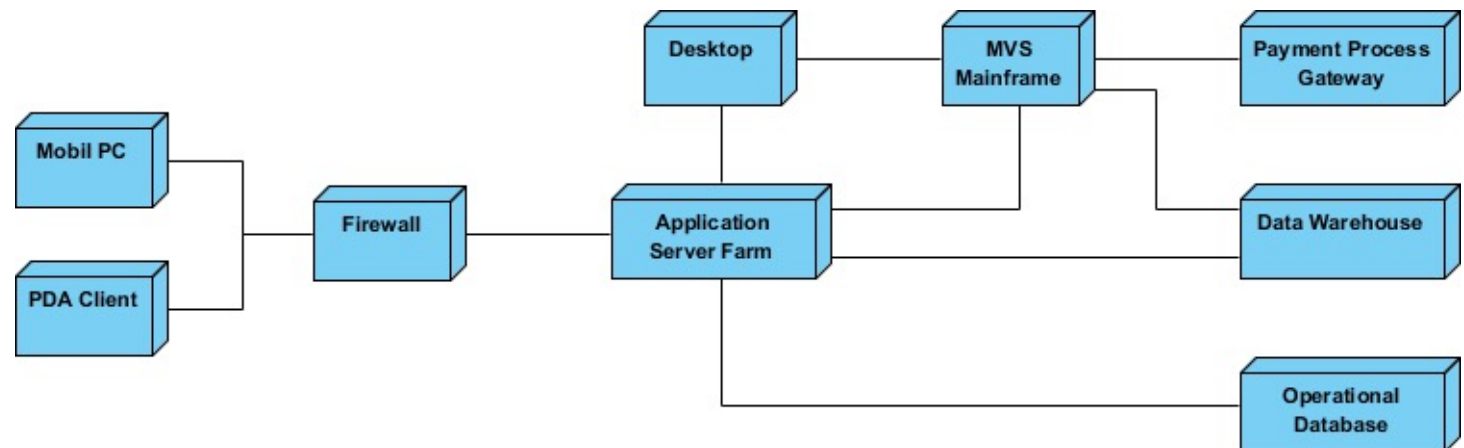 Desktop
MVS
Mainframe
Payment Process
Gateway
Mobil PC
Firewall
Application
Server Farm
Data Warehouse
PDA Client
Operational
Database